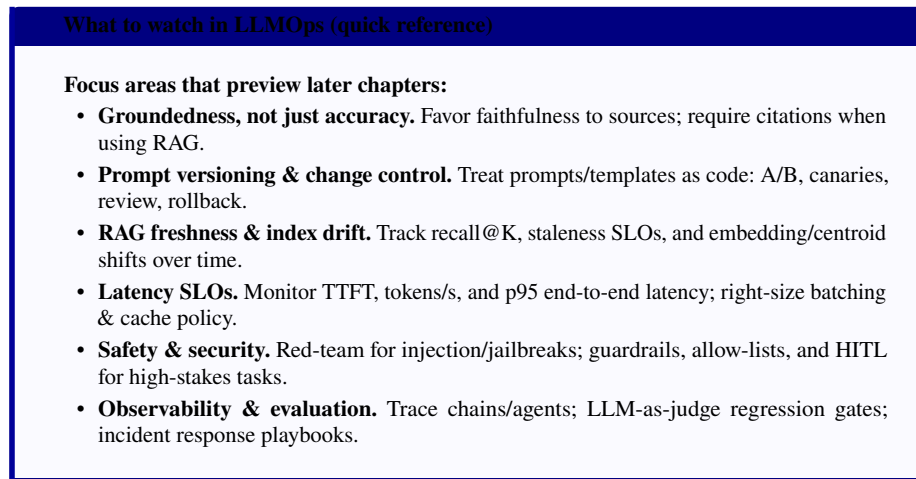 What to watch in LLMOps (quick reference)
Focus areas that preview later chapters:
• Groundedness, not just accuracy. Favor faithfulness to sources; require citations when
using RAG.
• Prompt versioning & change control. Treat prompts/templates as code: A/B, canaries,
review, rollback.
• RAG freshness & index drift. Track recall@K, staleness SLOs, and embedding/centroid
shifts over time.
• Latency SLOs. Monitor TTFT, tokens/s, and p95 end-to-end latency; right-size batching
& cache policy.
• Safety & security. Red-team for injection/jailbreaks; guardrails, allow-lists, and HITL
for high-stakes tasks.
• Observability & evaluation. Trace chains/agents; LLM-as-judge regression gates;
incident response playbooks.